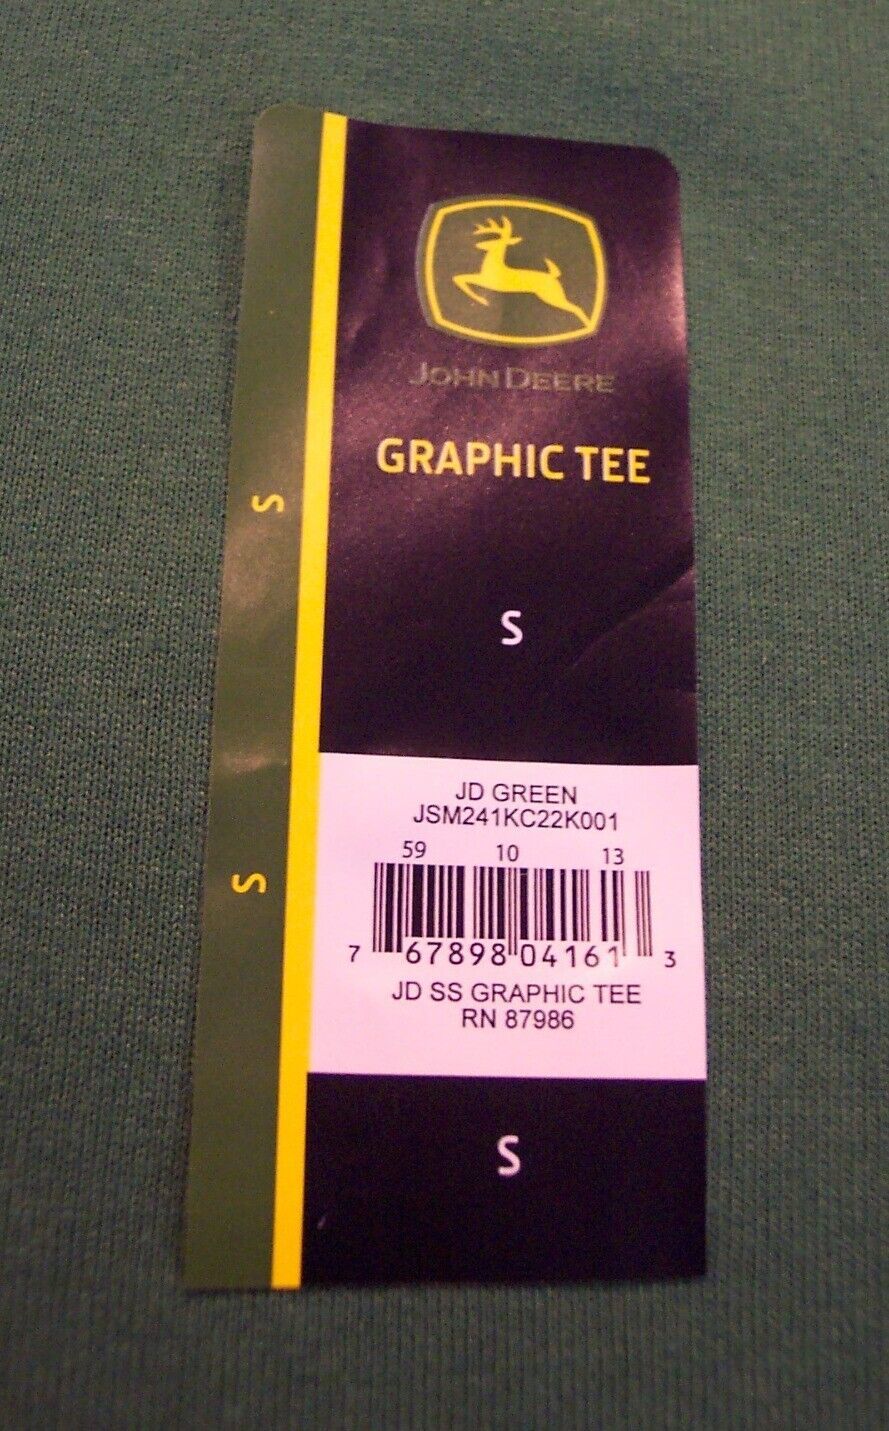 JOHN DEERE
GRAPHIC TEE
S
S
S
JD GREEN
JSM241KC22K001
59 10 13
7 67898 04161 3
JD SS GRAPHIC TEE
RN 87986
S